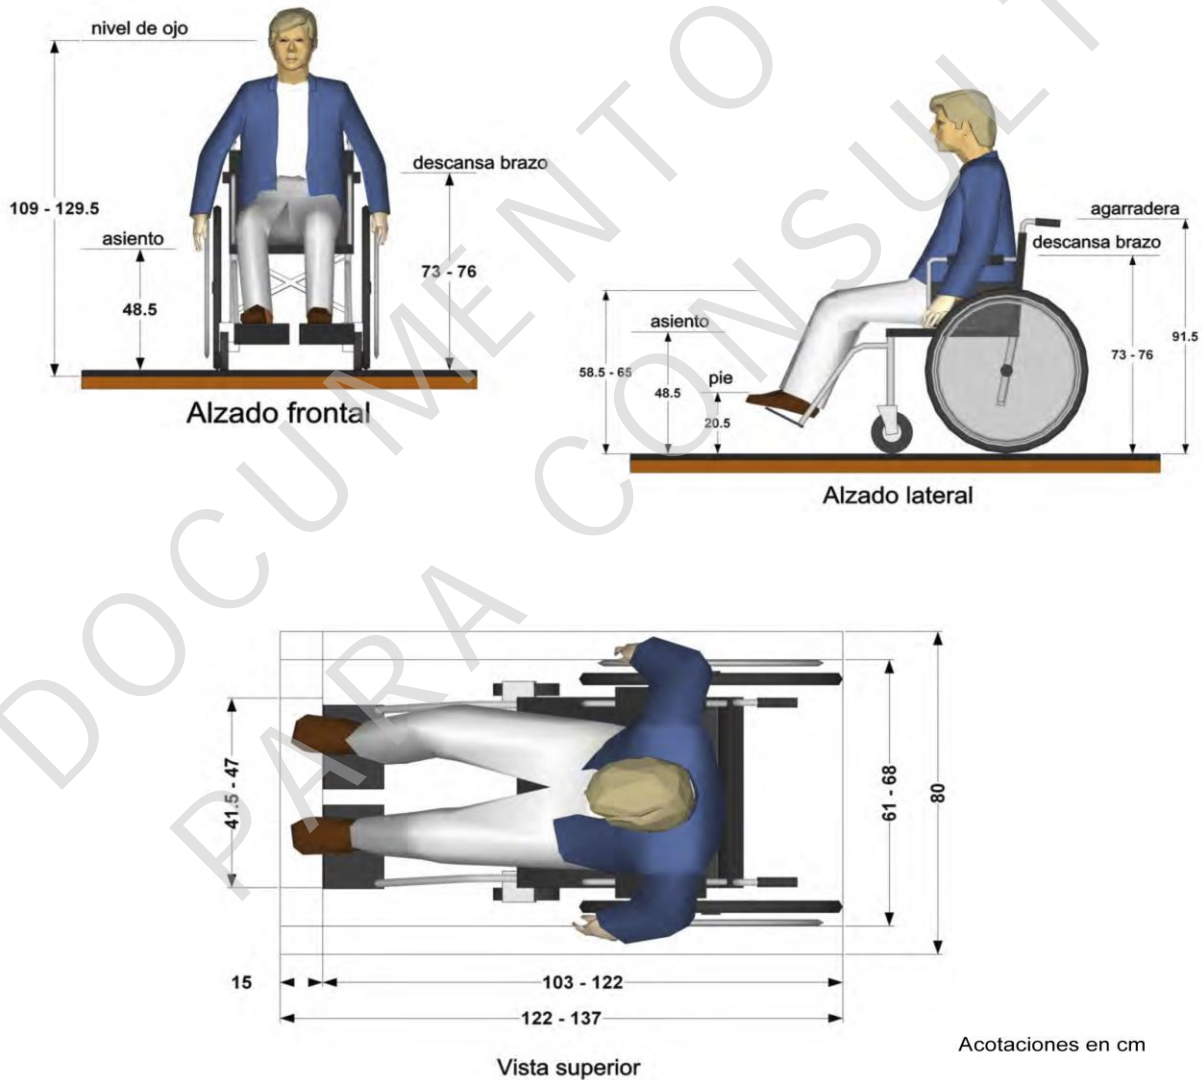 nivel de ojo
descansa brazo
109 - 129.5
asiento
73 - 76
48.5
Alzado frontal
agarradera
descansa brazo
asiento
91.5
73 - 76
58.5 - 65
pie
48.5
20.5
Alzado lateral
41.5 - 47
61 - 68
80
15
103 - 122
122 - 137
Acotaciones en cm
Vista superior
DOCUMENTO
PARA CONSULT